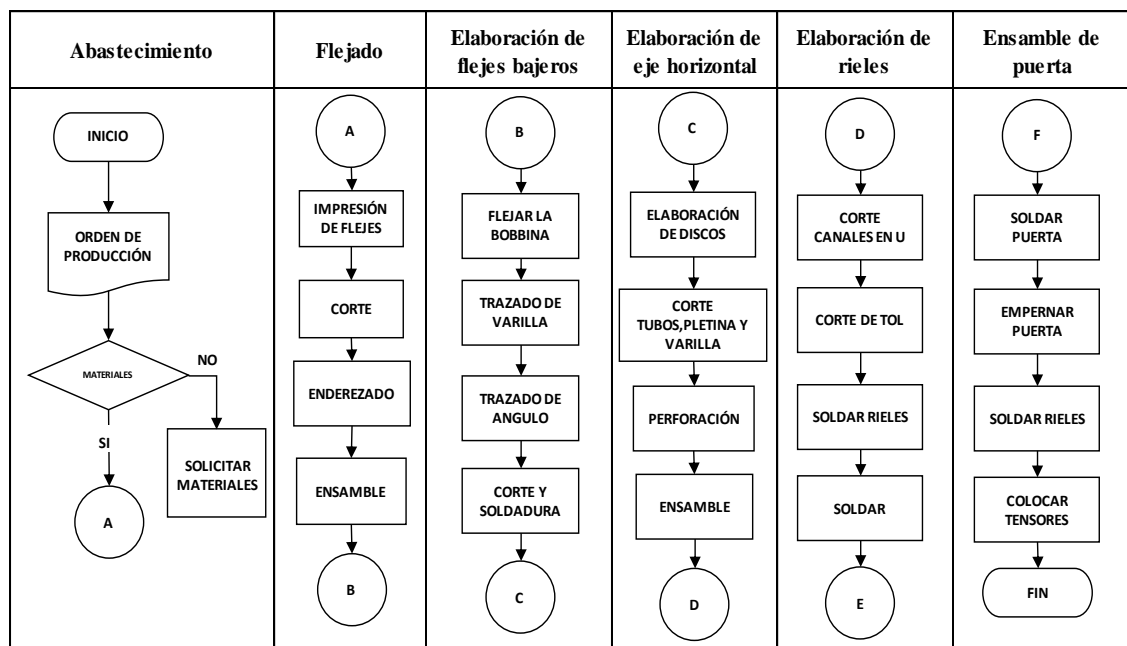 Abastecimiento
Flejado
Elaboración de
flejes bajeros
Elaboración de
eje horizontal
Elaboración de
rieles
Ensamble de
puerta
INICIO
ORDEN DE
PRODUCCIÓN
MATERIALES
NO
SI
SOLICITAR
MATERIALES
A
A
IMPRESIÓN
DE FLEJES
CORTE
ENDEREZADO
ENSAMBLE
B
B
FLEJAR LA
BOBBINA
TRAZADO DE
VARILLA
TRAZADO DE
ANGULO
CORTE Y
SOLDADURA
C
C
ELABORACIÓN
DE DISCOS
CORTE
TUBOS,PLETINA Y
VARILLA
PERFORACIÓN
ENSAMBLE
D
D
CORTE
CANALES EN U
CORTE DE TOL
SOLDAR RIELES
SOLDAR
E
F
SOLDAR
PUERTA
EMPERNAR
PUERTA
SOLDAR RIELES
COLOCAR
TENSORES
FIN